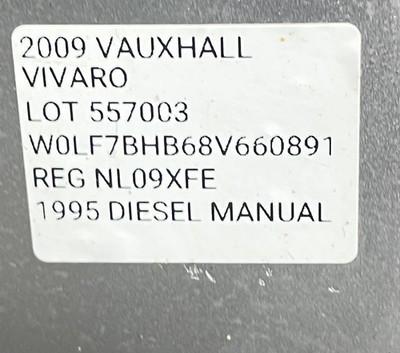 2009 VAUXHALL
VIVARO
LOT 557003
W0LF7BHB68V660891
REG NL09XFE
1995 DIESEL MANUAL